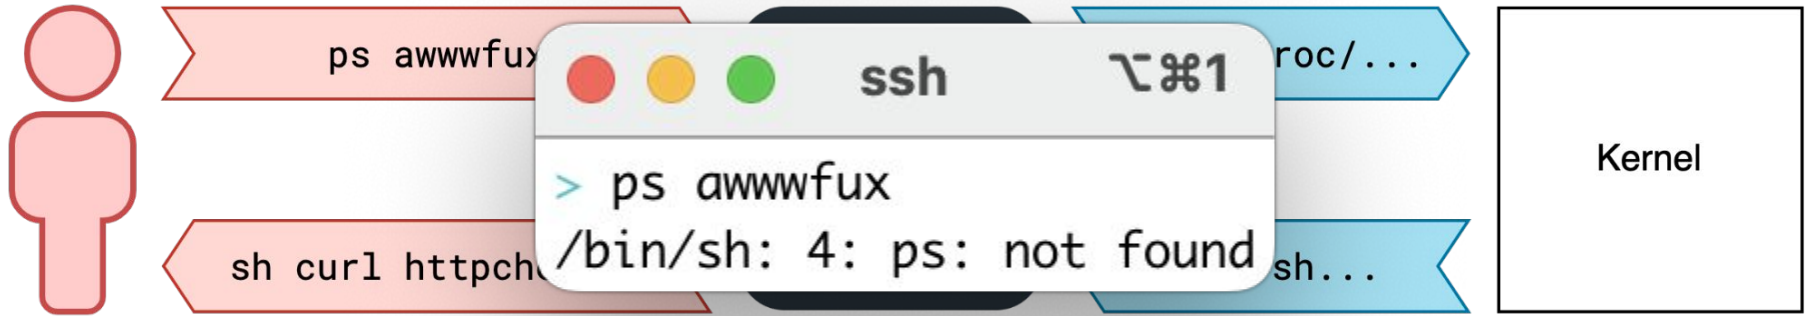 ps awwwfux
roc/...
ssh ⌥⌘1
> ps awwwfux
/bin/sh: 4: ps: not found
Kernel
sh curl httpch
sh...